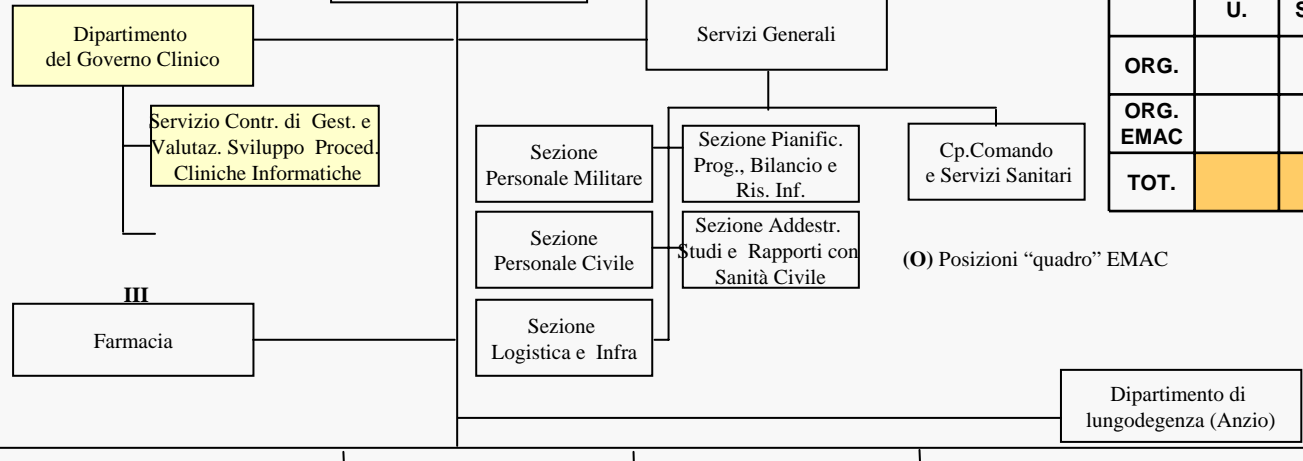 Dipartimento
del Governo Clinico
Servizio Contr. di Gest. e
Valutaz. Sviluppo Proced.
Cliniche Informatiche
III
Farmacia
Servizi Generali
Sezione
Personale Militare
Sezione Pianific.
Prog., Bilancio e
Ris. Inf.
Cp.Comando
e Servizi Sanitari
Sezione
Personale Civile
Sezione Addestr.
Studi e Rapporti con
Sanità Civile
Sezione
Logistica e Infra
U.
S
ORG.
ORG.
EMAC
TOT.
(O) Posizioni “quadro” EMAC
Dipartimento di
lungodegenza (Anzio)